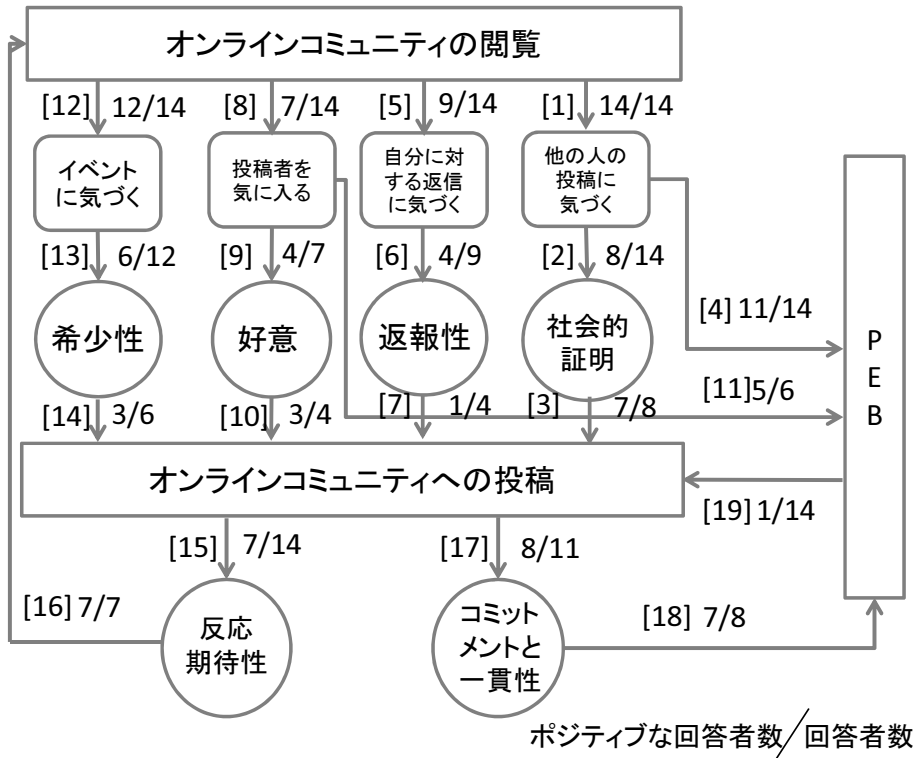 オンラインコミュニティの閲覧
[12] 12/14
[8] 7/14
[5] 9/14
[1] 14/14
イベント
に気づく
投稿者を
気に入る
自分に対
する返信
に気づく
他の人の
投稿に
気づく
[13] 6/12
[9] 4/7
[6] 4/9
[2] 8/14
[4] 11/14
希少性
好意
返報性
社会的
証明
P
E
B
[11] 5/6
[14] 3/6
[10] 3/4
[7] 1/4
[3] 7/8
オンラインコミュニティへの投稿
[19] 1/14
[15] 7/14
[17] 8/11
[16] 7/7
反応
期待性
コミット
メントと
一貫性
[18] 7/8
ポジティブな回答者数/回答者数